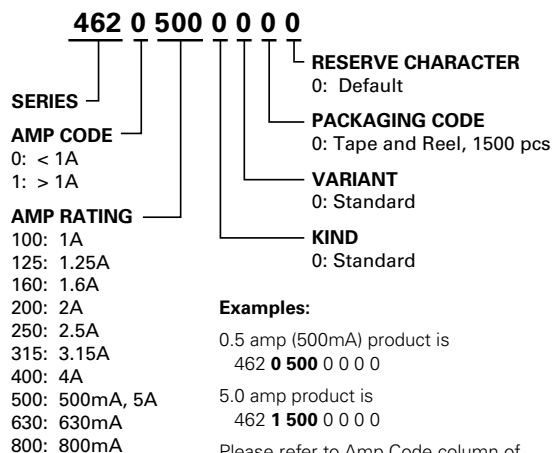 462 0 500 0 0 0 0
SERIES
AMP CODE
0: < 1A
1: > 1A
AMP RATING
100: 1A
125: 1.25A
160: 1.6A
200: 2A
250: 2.5A
315: 3.15A
400: 4A
500: 500mA, 5A
630: 630mA
800: 800mA
RESERVE CHARACTER
0: Default
PACKAGING CODE
0: Tape and Reel, 1500 pcs
VARIANT
0: Standard
KIND
0: Standard
Examples:
0.5 amp (500mA) product is
462 0 500 0 0 0 0
5.0 amp product is
462 1 500 0 0 0 0
Please refer to Amp Code column of